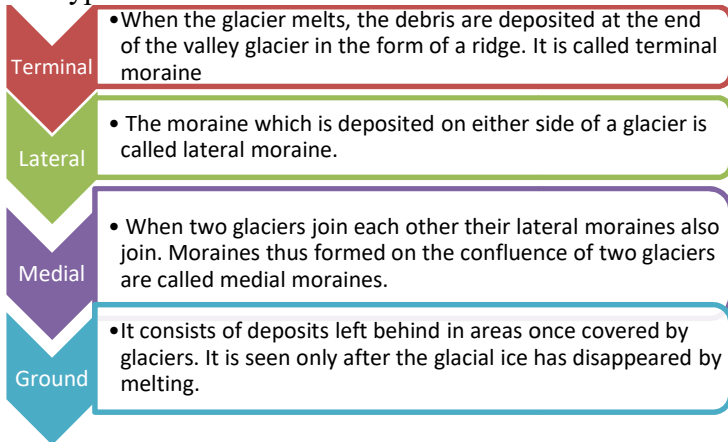 Terminal
•When the glacier melts, the debris are deposited at the end
of the valley glacier in the form of a ridge. It is called terminal
moraine
Lateral
• The moraine which is deposited on either side of a glacier is
called lateral moraine.
Medial
• When two glaciers join each other their lateral moraines also
join. Moraines thus formed on the confluence of two glaciers
are called medial moraines.
Ground
•It consists of deposits left behind in areas once covered by
glaciers. It is seen only after the glacial ice has disappeared by
melting.